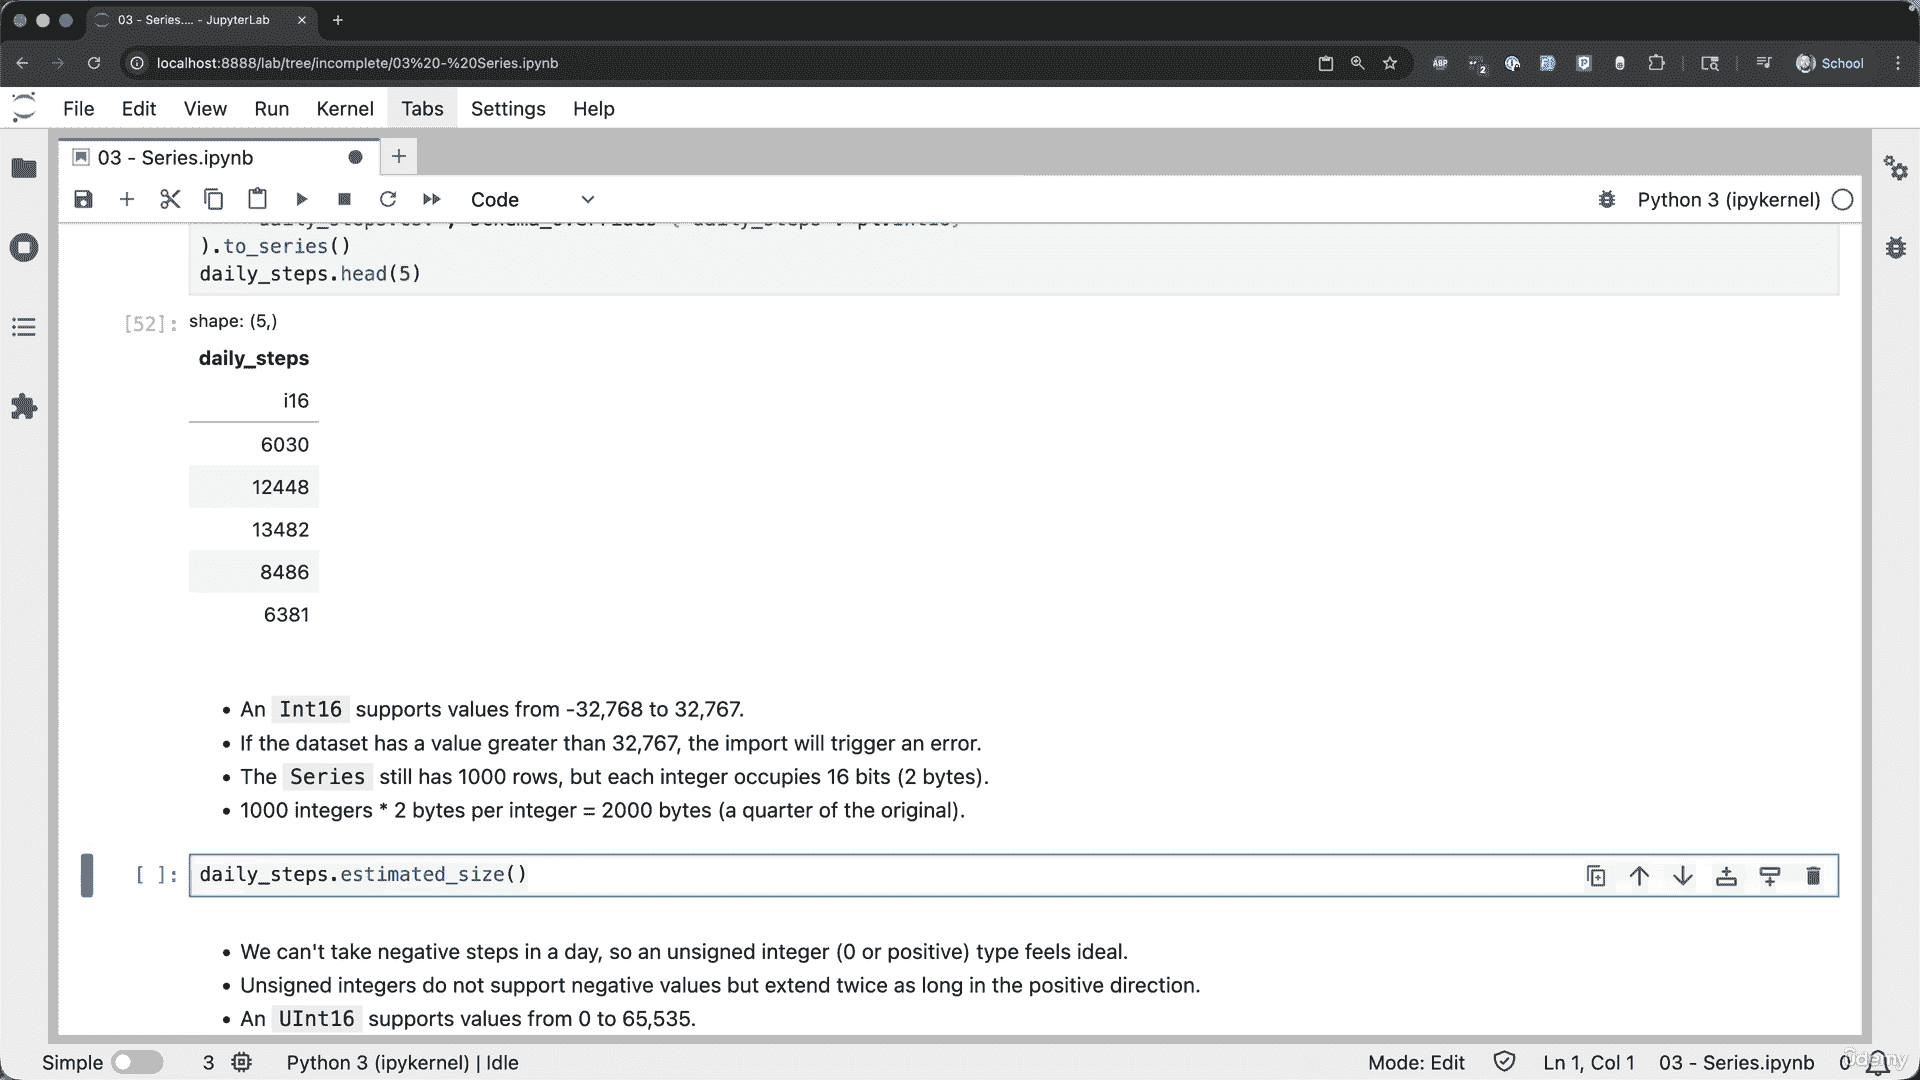 03 - Series.... - JupyterLab
localhost:8888/lab/tree/incomplete/03%20-%20Series.ipynb
ABP
2
School
File Edit View Run Kernel Tabs Settings Help
03 - Series.ipynb
Code
Python 3 (ipykernel)
).to_series()
daily_steps.head(5)
[52]:
shape: (5,)
daily_steps
i16
6030
12448
13482
8486
6381
• An Int16 supports values from -32,768 to 32,767.
• If the dataset has a value greater than 32,767, the import will trigger an error.
• The Series still has 1000 rows, but each integer occupies 16 bits (2 bytes).
• 1000 integers * 2 bytes per integer = 2000 bytes (a quarter of the original).
[ ]: daily_steps.estimated_size()
• We can't take negative steps in a day, so an unsigned integer (0 or positive) type feels ideal.
• Unsigned integers do not support negative values but extend twice as long in the positive direction.
• An UInt16 supports values from 0 to 65,535.
Simple 3 Python 3 (ipykernel) | Idle Mode: Edit Ln 1, Col 1 03 - Series.ipynb 0
Udemy